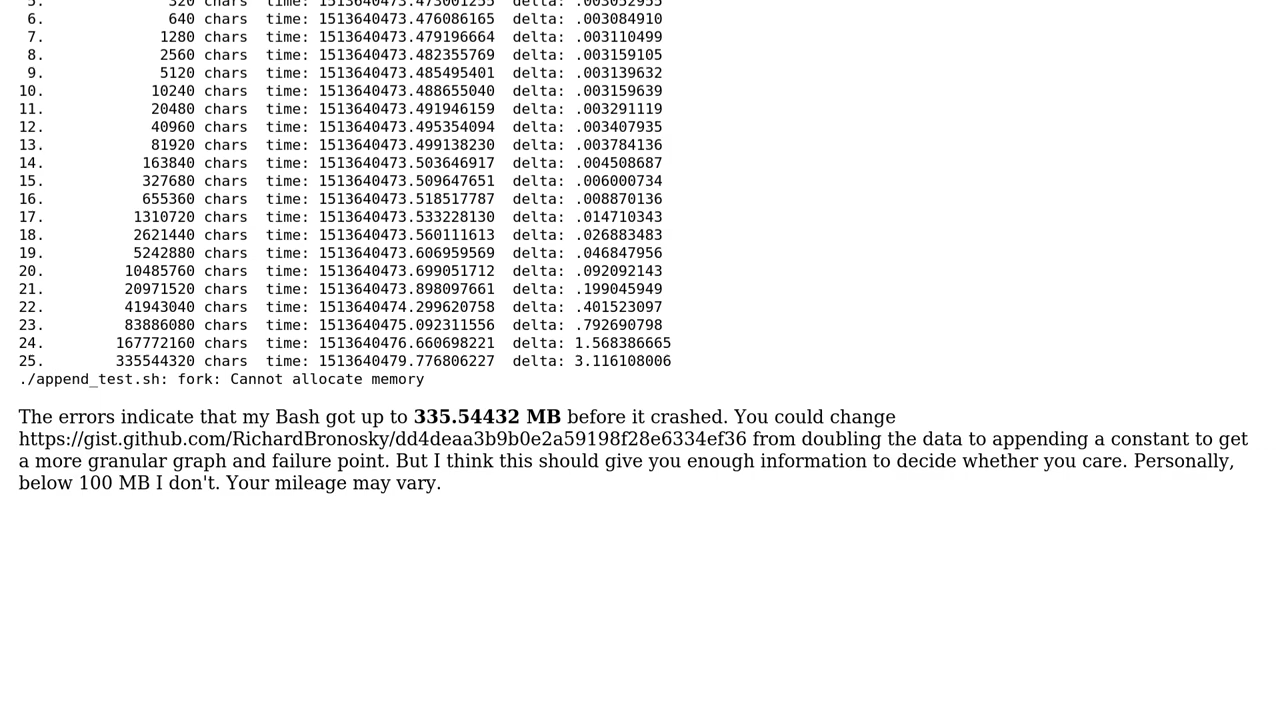 5. 320 chars time: 1513640473.473001255 delta: .003052955
6. 640 chars time: 1513640473.476086165 delta: .003084910
7. 1280 chars time: 1513640473.479196664 delta: .003110499
8. 2560 chars time: 1513640473.482355769 delta: .003159105
9. 5120 chars time: 1513640473.485495401 delta: .003139632
10. 10240 chars time: 1513640473.488655040 delta: .003159639
11. 20480 chars time: 1513640473.491946159 delta: .003291119
12. 40960 chars time: 1513640473.495354094 delta: .003407935
13. 81920 chars time: 1513640473.499138230 delta: .003784136
14. 163840 chars time: 1513640473.503646917 delta: .004508687
15. 327680 chars time: 1513640473.509647651 delta: .006000734
16. 655360 chars time: 1513640473.518517787 delta: .008870136
17. 1310720 chars time: 1513640473.533228130 delta: .014710343
18. 2621440 chars time: 1513640473.560111613 delta: .026883483
19. 5242880 chars time: 1513640473.606959569 delta: .046847956
20. 10485760 chars time: 1513640473.699051712 delta: .092092143
21. 20971520 chars time: 1513640473.898097661 delta: .199045949
22. 41943040 chars time: 1513640474.299620758 delta: .401523097
23. 83886080 chars time: 1513640475.092311556 delta: .792690798
24. 167772160 chars time: 1513640476.660698221 delta: 1.568386665
25. 335544320 chars time: 1513640479.776806227 delta: 3.116108006
./append_test.sh: fork: Cannot allocate memory
The errors indicate that my Bash got up to 335.54432 MB before it crashed. You could change
https://gist.github.com/RichardBronosky/dd4deaa3b9b0e2a59198f28e6334ef36 from doubling the data to appending a constant to get
a more granular graph and failure point. But I think this should give you enough information to decide whether you care. Personally,
below 100 MB I don't. Your mileage may vary.